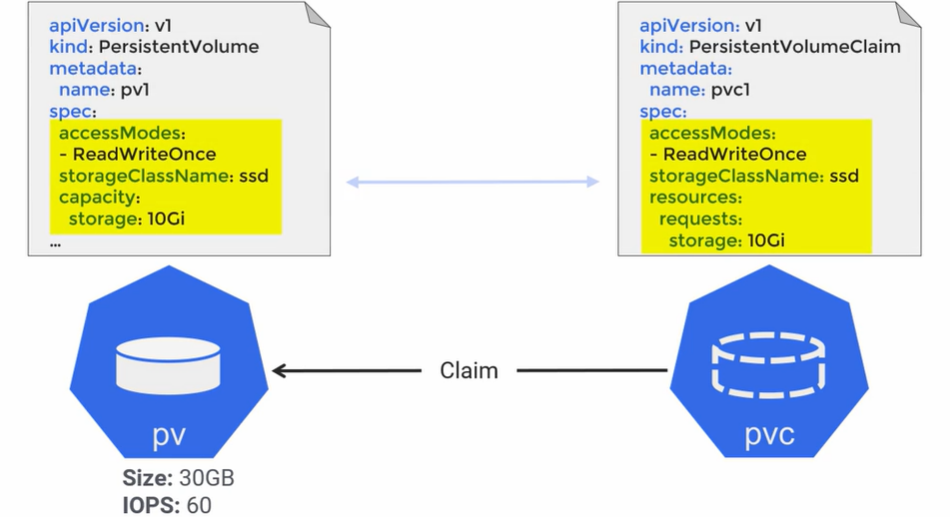 apiVersion: v1
kind: PersistentVolume
metadata:
  name: pv1
spec:
  accessModes:
  - ReadWriteOnce
  storageClassName: ssd
  capacity:
    storage: 10Gi
...
apiVersion: v1
kind: PersistentVolumeClaim
metadata:
  name: pvc1
spec:
  accessModes:
  - ReadWriteOnce
  storageClassName: ssd
  resources:
    requests:
      storage: 10Gi
Claim
pv
pvc
Size: 30GB
IOPS: 60